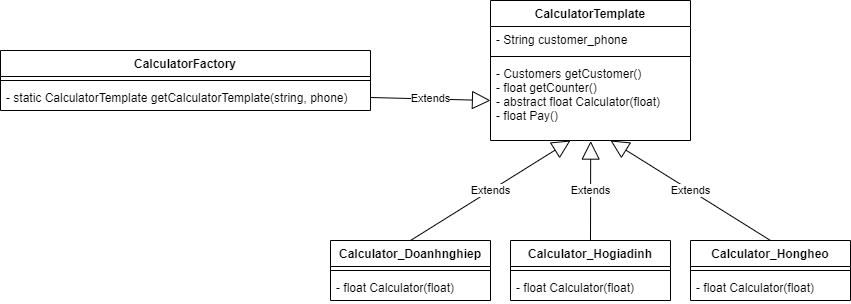 CalculatorTemplate
- String customer_phone
- Customers getCustomer()
- float getCounter()
- abstract float Calculator(float)
- float Pay()
CalculatorFactory
- static CalculatorTemplate getCalculatorTemplate(string, phone)
Extends
Extends
Extends
Extends
Calculator_Doanhnghiep
- float Calculator(float)
Calculator_Hogiadinh
- float Calculator(float)
Calculator_Hongheo
- float Calculator(float)